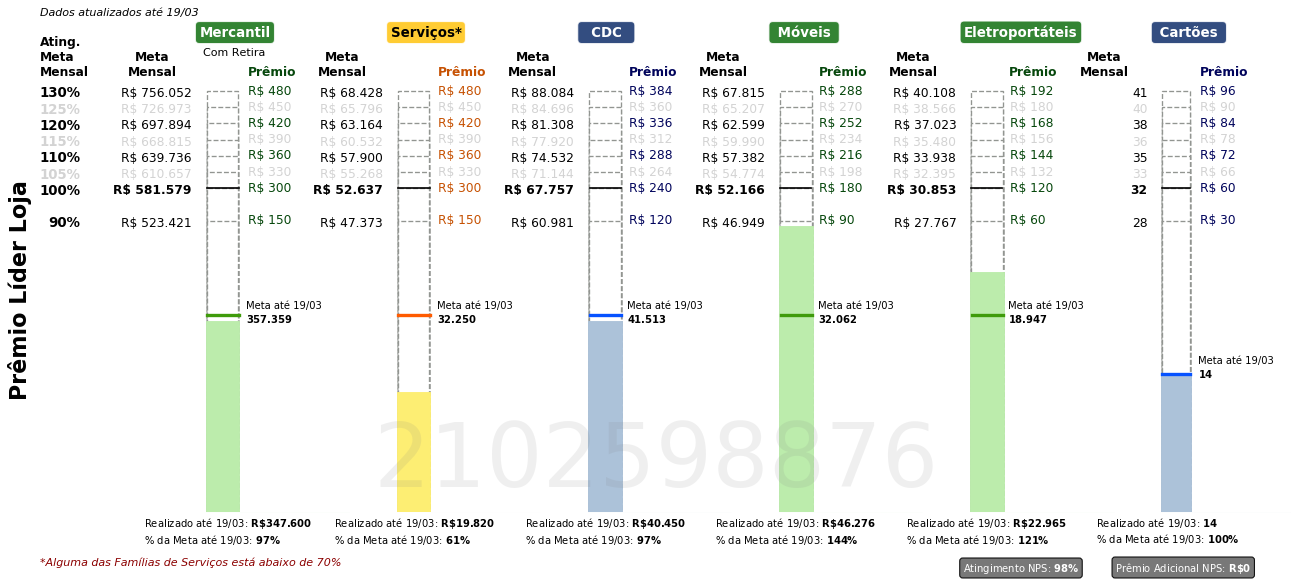 Dados atualizados até 19/03
Mercantil Serviços* CDC Móveis Eletroportáteis Cartões
Com Retira
Ating. Meta Mensal
Meta Mensal Prêmio Meta Mensal Prêmio Meta Mensal Prêmio Meta Mensal Prêmio Meta Mensal Prêmio Meta Mensal Prêmio
130% R$ 756.052 R$ 480 R$ 68.428 R$ 480 R$ 88.084 R$ 384 R$ 67.815 R$ 288 R$ 40.108 R$ 192 41 R$ 96
125% R$ 726.973 R$ 450 R$ 65.796 R$ 450 R$ 84.696 R$ 360 R$ 65.207 R$ 270 R$ 38.566 R$ 180 40 R$ 90
120% R$ 697.894 R$ 420 R$ 63.164 R$ 420 R$ 81.308 R$ 336 R$ 62.599 R$ 252 R$ 37.023 R$ 168 38 R$ 84
115% R$ 668.815 R$ 390 R$ 60.532 R$ 390 R$ 77.920 R$ 312 R$ 59.990 R$ 234 R$ 35.480 R$ 156 36 R$ 78
110% R$ 639.736 R$ 360 R$ 57.900 R$ 360 R$ 74.532 R$ 288 R$ 57.382 R$ 216 R$ 33.938 R$ 144 35 R$ 72
105% R$ 610.657 R$ 330 R$ 55.268 R$ 330 R$ 71.144 R$ 264 R$ 54.774 R$ 198 R$ 32.395 R$ 132 33 R$ 66
100% R$ 581.579 R$ 300 R$ 52.637 R$ 300 R$ 67.757 R$ 240 R$ 52.166 R$ 180 R$ 30.853 R$ 120 32 R$ 60
90% R$ 523.421 R$ 150 R$ 47.373 R$ 150 R$ 60.981 R$ 120 R$ 46.949 R$ 90 R$ 27.767 R$ 60 28 R$ 30
Prêmio Líder Loja
Meta até 19/03 Meta até 19/03 Meta até 19/03 Meta até 19/03 Meta até 19/03
357.359 32.250 41.513 32.062 18.947
Meta até 19/03
14
2102598876
Realizado até 19/03: R$347.600 Realizado até 19/03: R$19.820 Realizado até 19/03: R$40.450 Realizado até 19/03: R$46.276 Realizado até 19/03: R$22.965 Realizado até 19/03: 14
% da Meta até 19/03: 97% % da Meta até 19/03: 61% % da Meta até 19/03: 97% % da Meta até 19/03: 144% % da Meta até 19/03: 121% % da Meta até 19/03: 100%
*Alguma das Famílias de Serviços está abaixo de 70%
Atingimento NPS: 98% Prêmio Adicional NPS: R$0